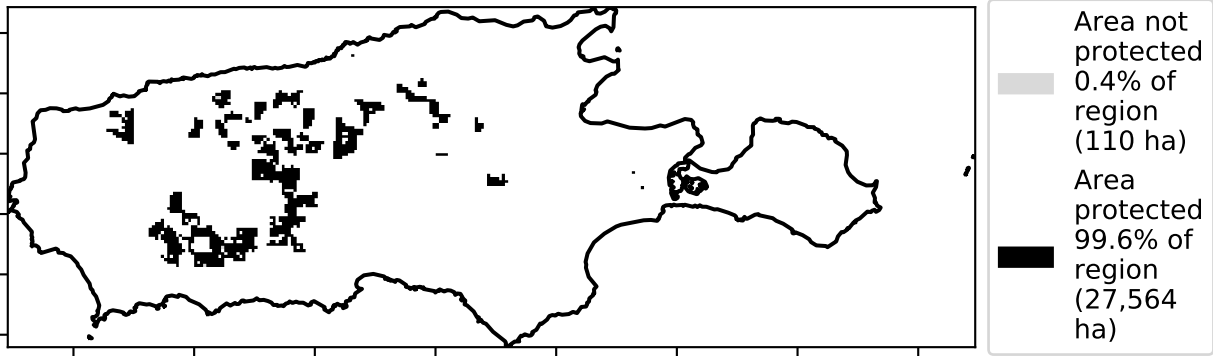 Area not
protected
0.4% of
region
(110 ha)
Area
protected
99.6% of
region
(27,564
ha)